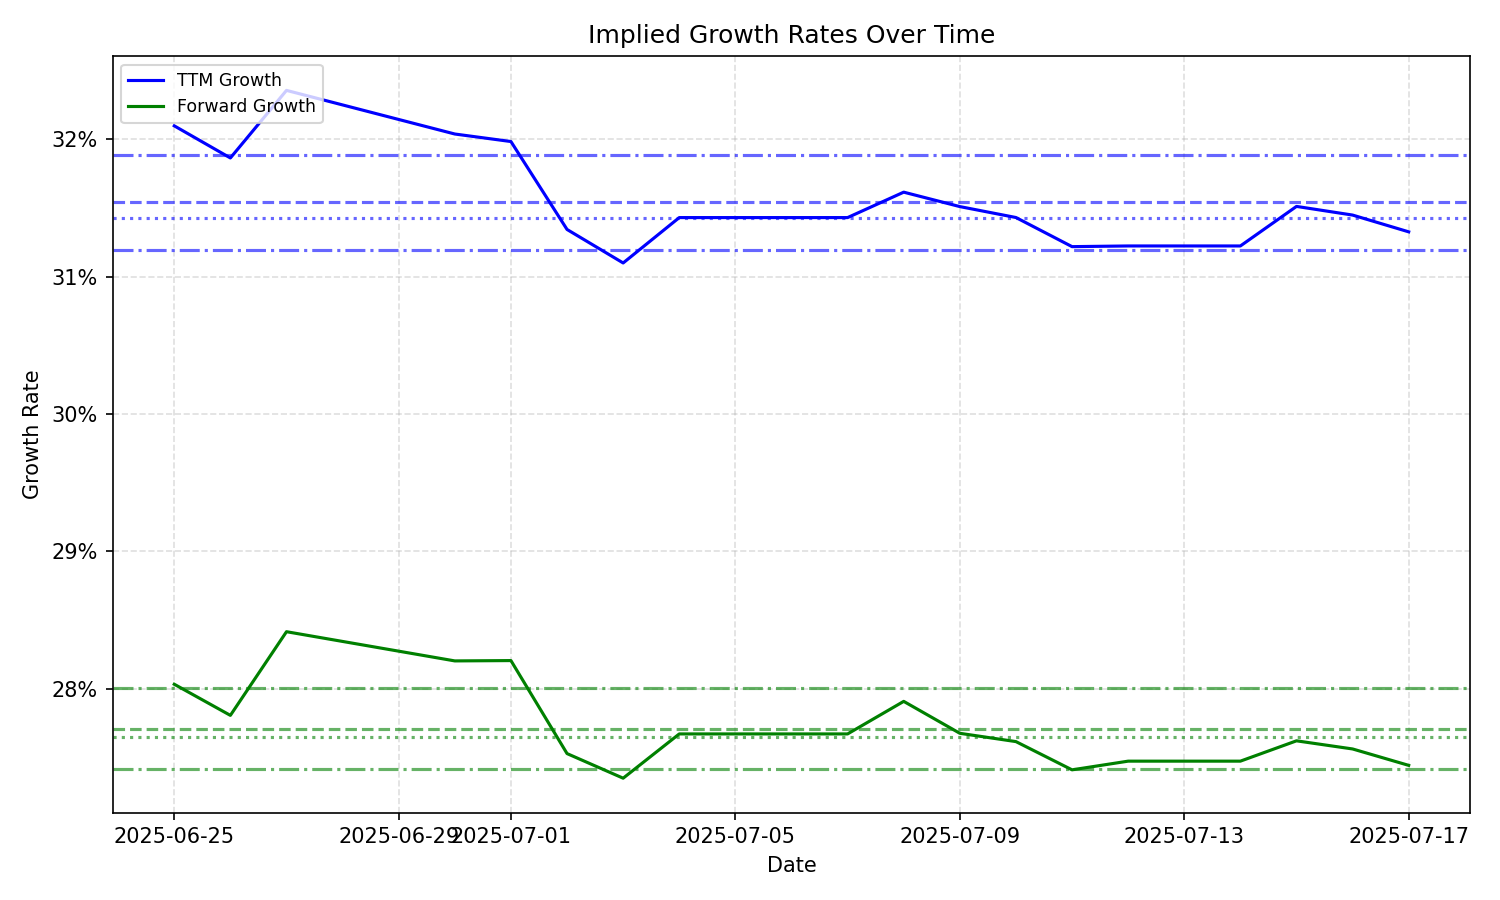 Implied Growth Rates Over Time
TTM Growth
Forward Growth
32%
31%
30%
29%
28%
Growth Rate
2025-06-25
2025-06-29
2025-07-01
2025-07-05
2025-07-09
2025-07-13
2025-07-17
Date